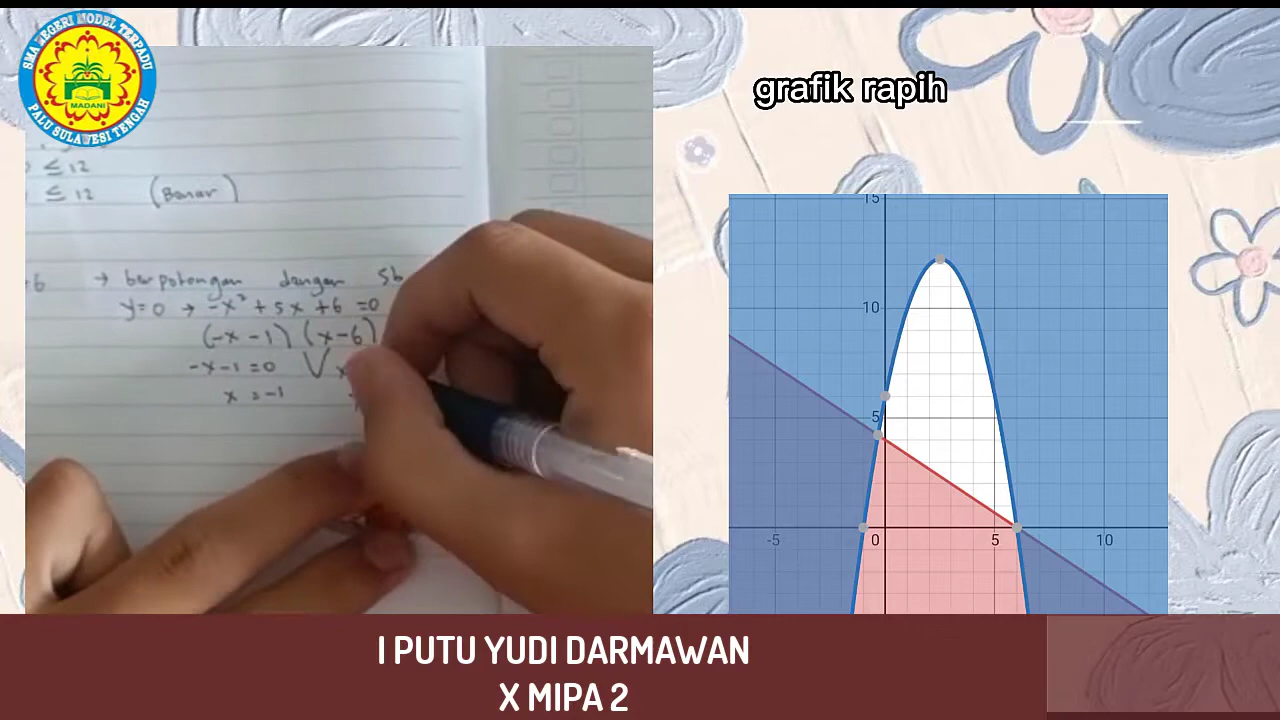 SMA NEGERI MODEL TERPADU
MADANI
PALU SULAWESI TENGAH
≤ 12
≤ 12 (Benar)
+6 → berpotongan dengan Sb
y=0 → -x² + 5x +6 =0
(-x -1) (x-6)
-x-1 =0 V x
x = -1
grafik rapih
15
10
5
-5 0 5 10
I PUTU YUDI DARMAWAN
X MIPA 2